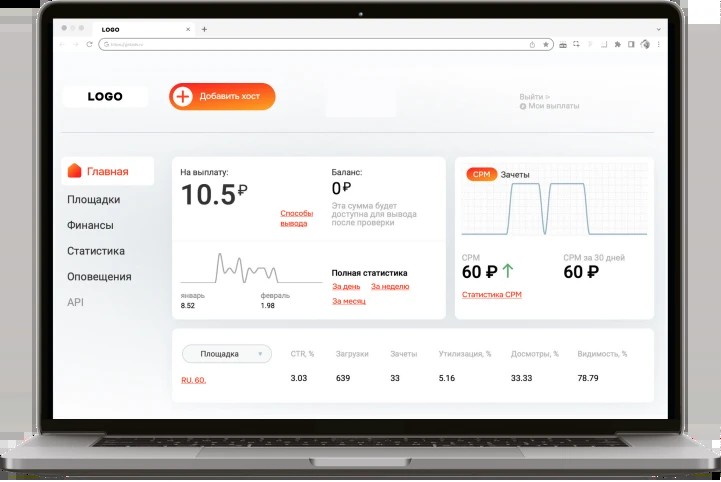 LOGO
LOGO
Добавить хост
Выйти >
Мои выплаты
Главная
Площадки
Финансы
Статистика
Оповещения
API
На выплату:
10.5 ₽
Способы
вывода
Баланс:
0 ₽
Эта сумма будет
доступна для вывода
после проверки
январь
8.52
февраль
1.98
Полная статистика
За день За неделю
За месяц
CPM Зачеты
CPM
60 ₽
CPM за 30 дней
60 ₽
Статистика CPM
Площадка CTR, % Загрузки Зачеты Утилизация, % Досмотры, % Видимость, %
RU.60. 3.03 639 33 5.16 33.33 78.79